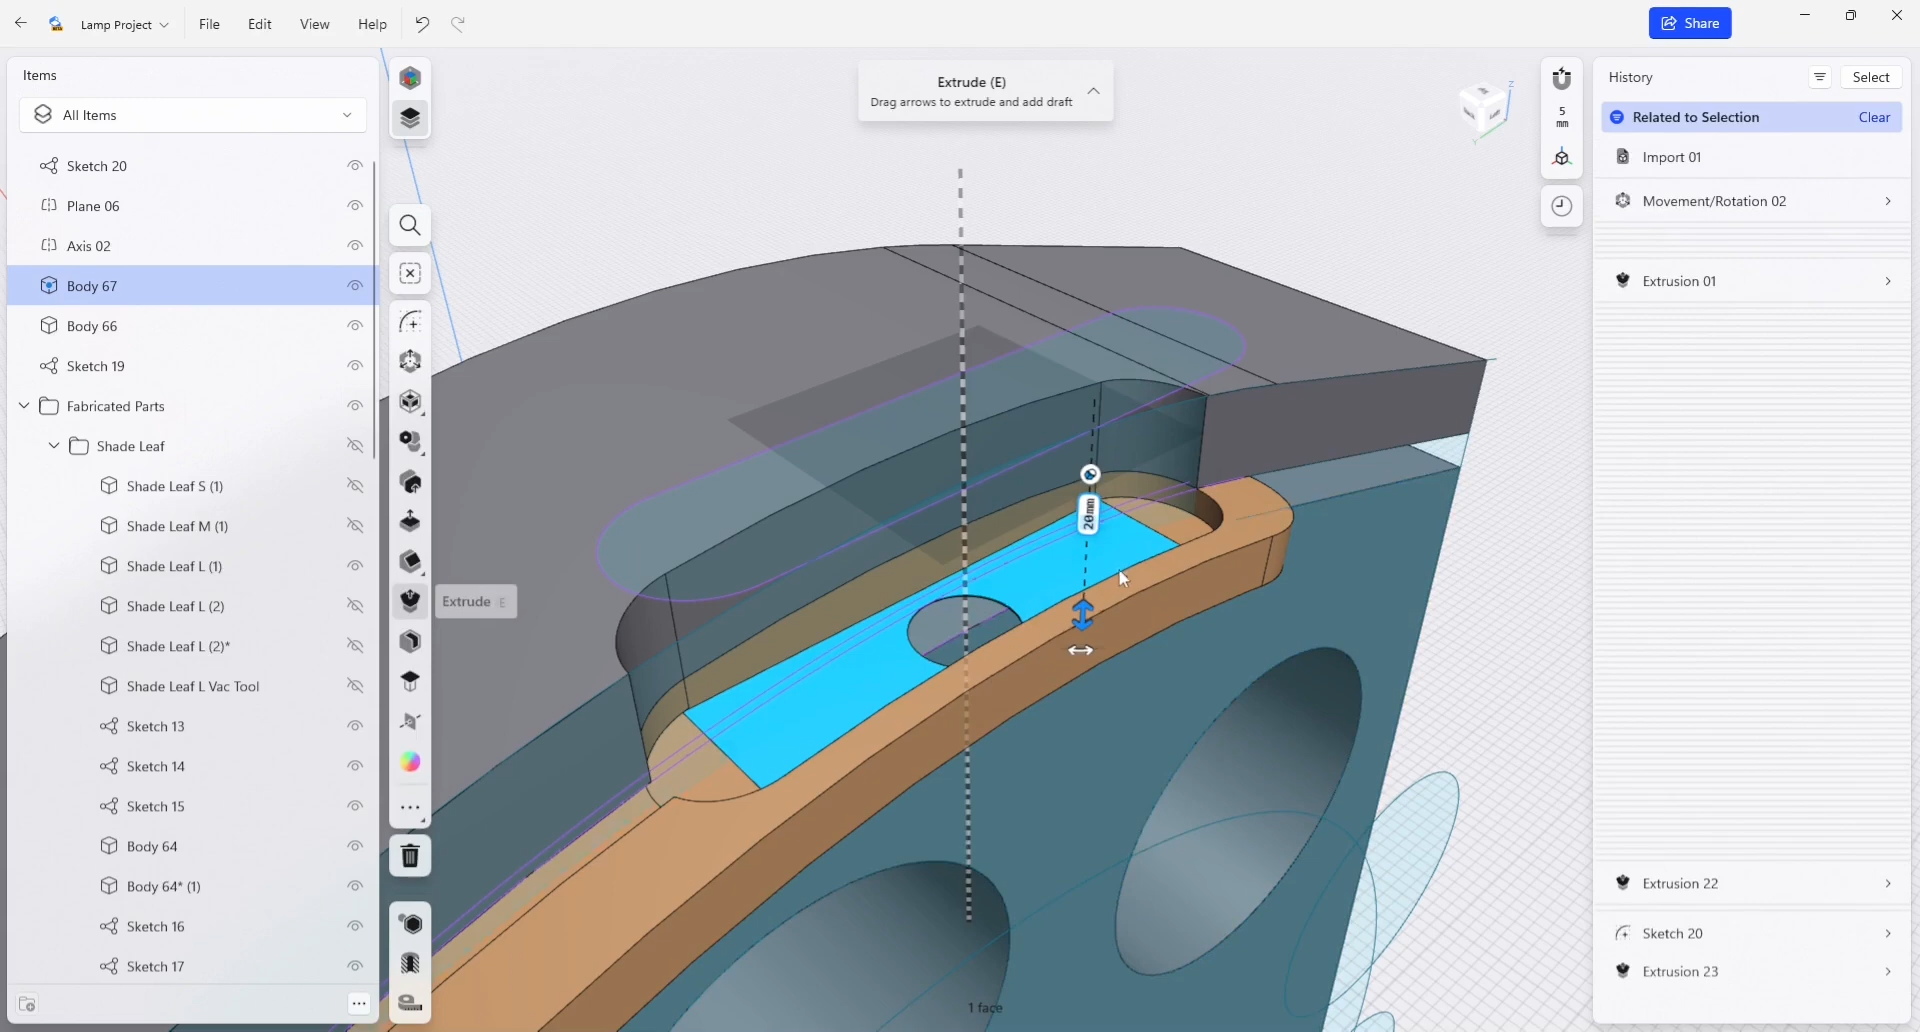 Lamp Project
File
Edit
View
Help
Share
Items
All Items
Sketch 20
Plane 06
Axis 02
Body 67
Body 66
Sketch 19
Fabricated Parts
Shade Leaf
Shade Leaf S (1)
Shade Leaf M (1)
Shade Leaf L (1)
Shade Leaf L (2)
Shade Leaf L (2)*
Shade Leaf L Vac Tool
Sketch 13
Sketch 14
Sketch 15
Body 64
Body 64* (1)
Sketch 16
Sketch 17
Extrude E
Extrude (E)
Drag arrows to extrude and add draft
20mm
1 face
Z
Y
5
mm
History
Select
Related to Selection
Clear
Import 01
Movement/Rotation 02
Extrusion 01
Extrusion 22
Sketch 20
Extrusion 23